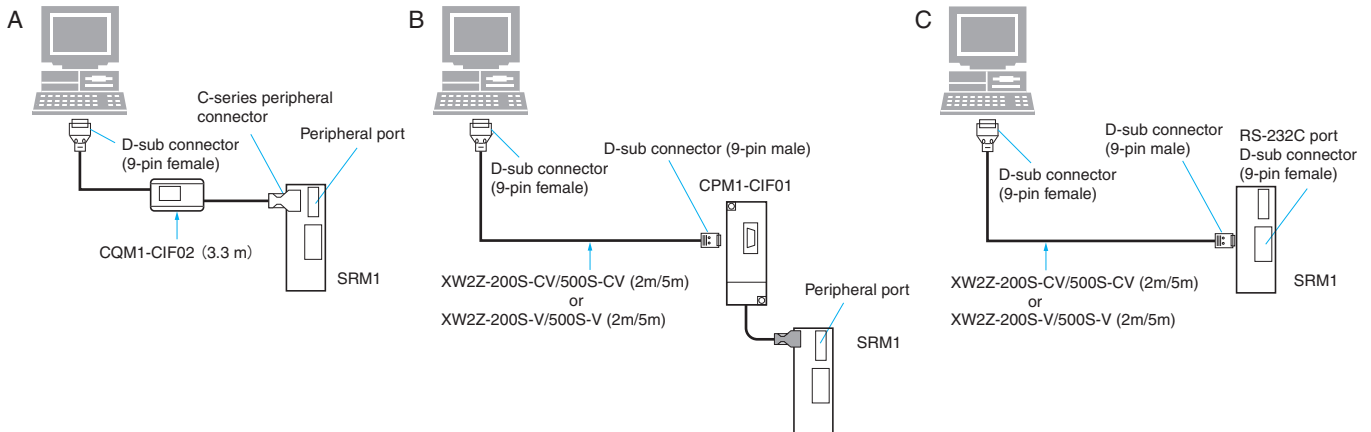 A
C-series peripheral
connector
Peripheral port
D-sub connector
(9-pin female)
CQM1-CIF02 (3.3 m)
SRM1
B
D-sub connector
(9-pin female)
D-sub connector (9-pin male)
CPM1-CIF01
XW2Z-200S-CV/500S-CV (2m/5m)
or
XW2Z-200S-V/500S-V (2m/5m)
Peripheral port
SRM1
C
D-sub connector
(9-pin female)
D-sub connector
(9-pin male)
RS-232C port
D-sub connector
(9-pin female)
XW2Z-200S-CV/500S-CV (2m/5m)
or
XW2Z-200S-V/500S-V (2m/5m)
SRM1